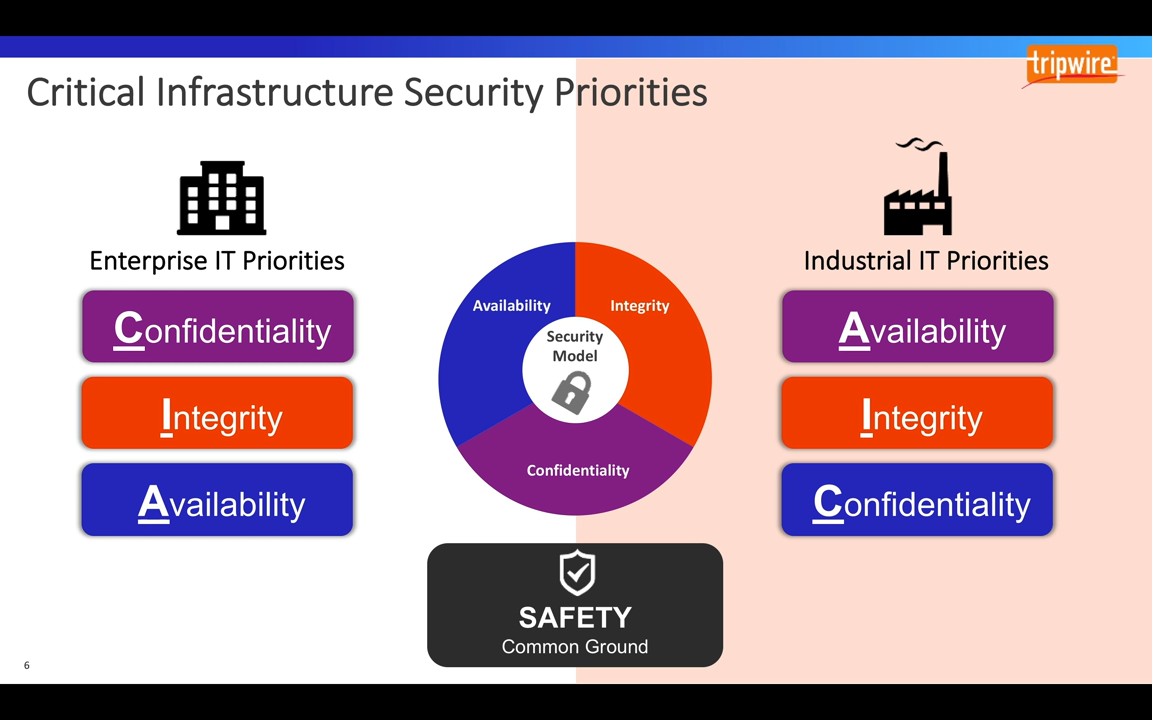 tripwire
Critical Infrastructure Security Priorities
Enterprise IT Priorities
Confidentiality
Integrity
Availability
Availability
Integrity
Security
Model
Confidentiality
Industrial IT Priorities
Availability
Integrity
Confidentiality
SAFETY
Common Ground
6